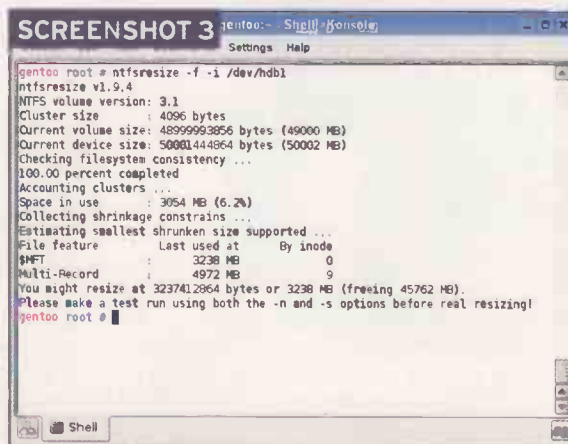 SCREENSHOT 3
gentoo:~ - Shell - Konsole
Settings Help
gentoo root # ntfsresize -f -i /dev/hdb1
ntfsresize v1.9.4
NTFS volume version: 3.1
Cluster size : 4096 bytes
Current volume size: 48999993856 bytes (49000 MB)
Current device size: 50001444864 bytes (50002 MB)
Checking filesystem consistency ...
100.00 percent completed
Accounting clusters ...
Space in use : 3054 MB (6.2%)
Collecting shrinkage constrains ...
Estimating smallest shrunken size supported ...
File feature Last used at By inode
$MFT : 3238 MB 0
Multi-Record : 4972 MB 9
You might resize at 3237412864 bytes or 3238 MB (freeing 45762 MB).
Please make a test run using both the -n and -s options before real resizing!
gentoo root #
Shell